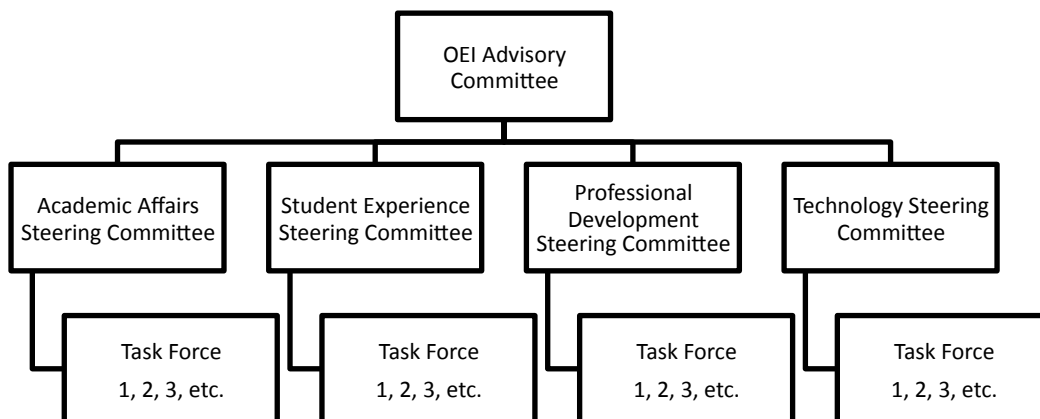 OEI Advisory
Committee
Academic Affairs
Steering Committee
Student Experience
Steering Committee
Professional
Development
Steering Committee
Technology Steering
Committee
Task Force
1, 2, 3, etc.
Task Force
1, 2, 3, etc.
Task Force
1, 2, 3, etc.
Task Force
1, 2, 3, etc.